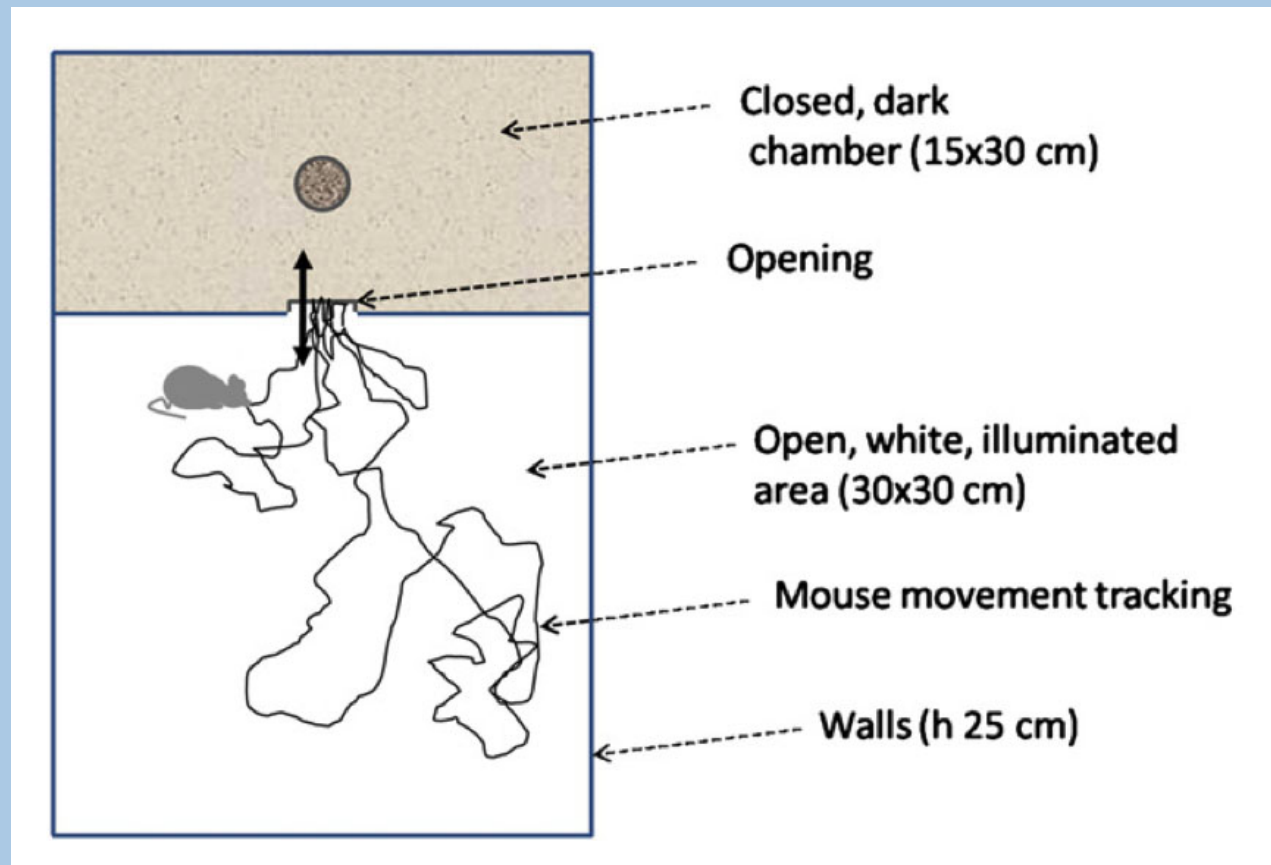 Closed, dark
chamber (15x30 cm)
Opening
Open, white, illuminated
area (30x30 cm)
Mouse movement tracking
Walls (h 25 cm)